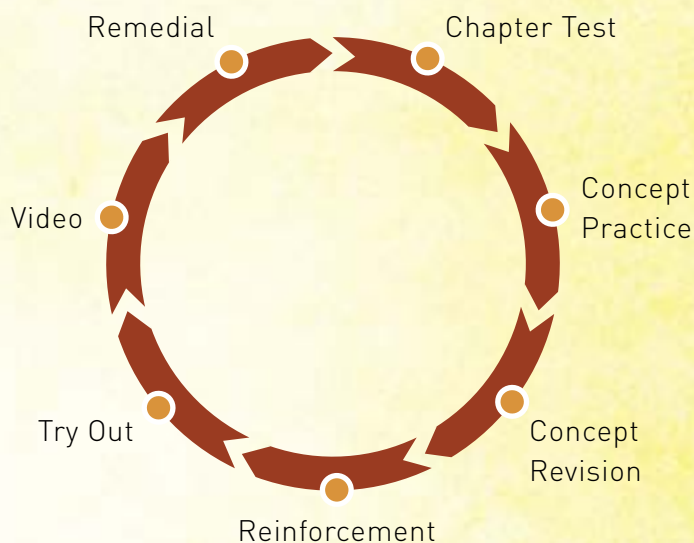 Remedial
Chapter Test
Concept
Practice
Video
Try Out
Concept
Revision
Reinforcement